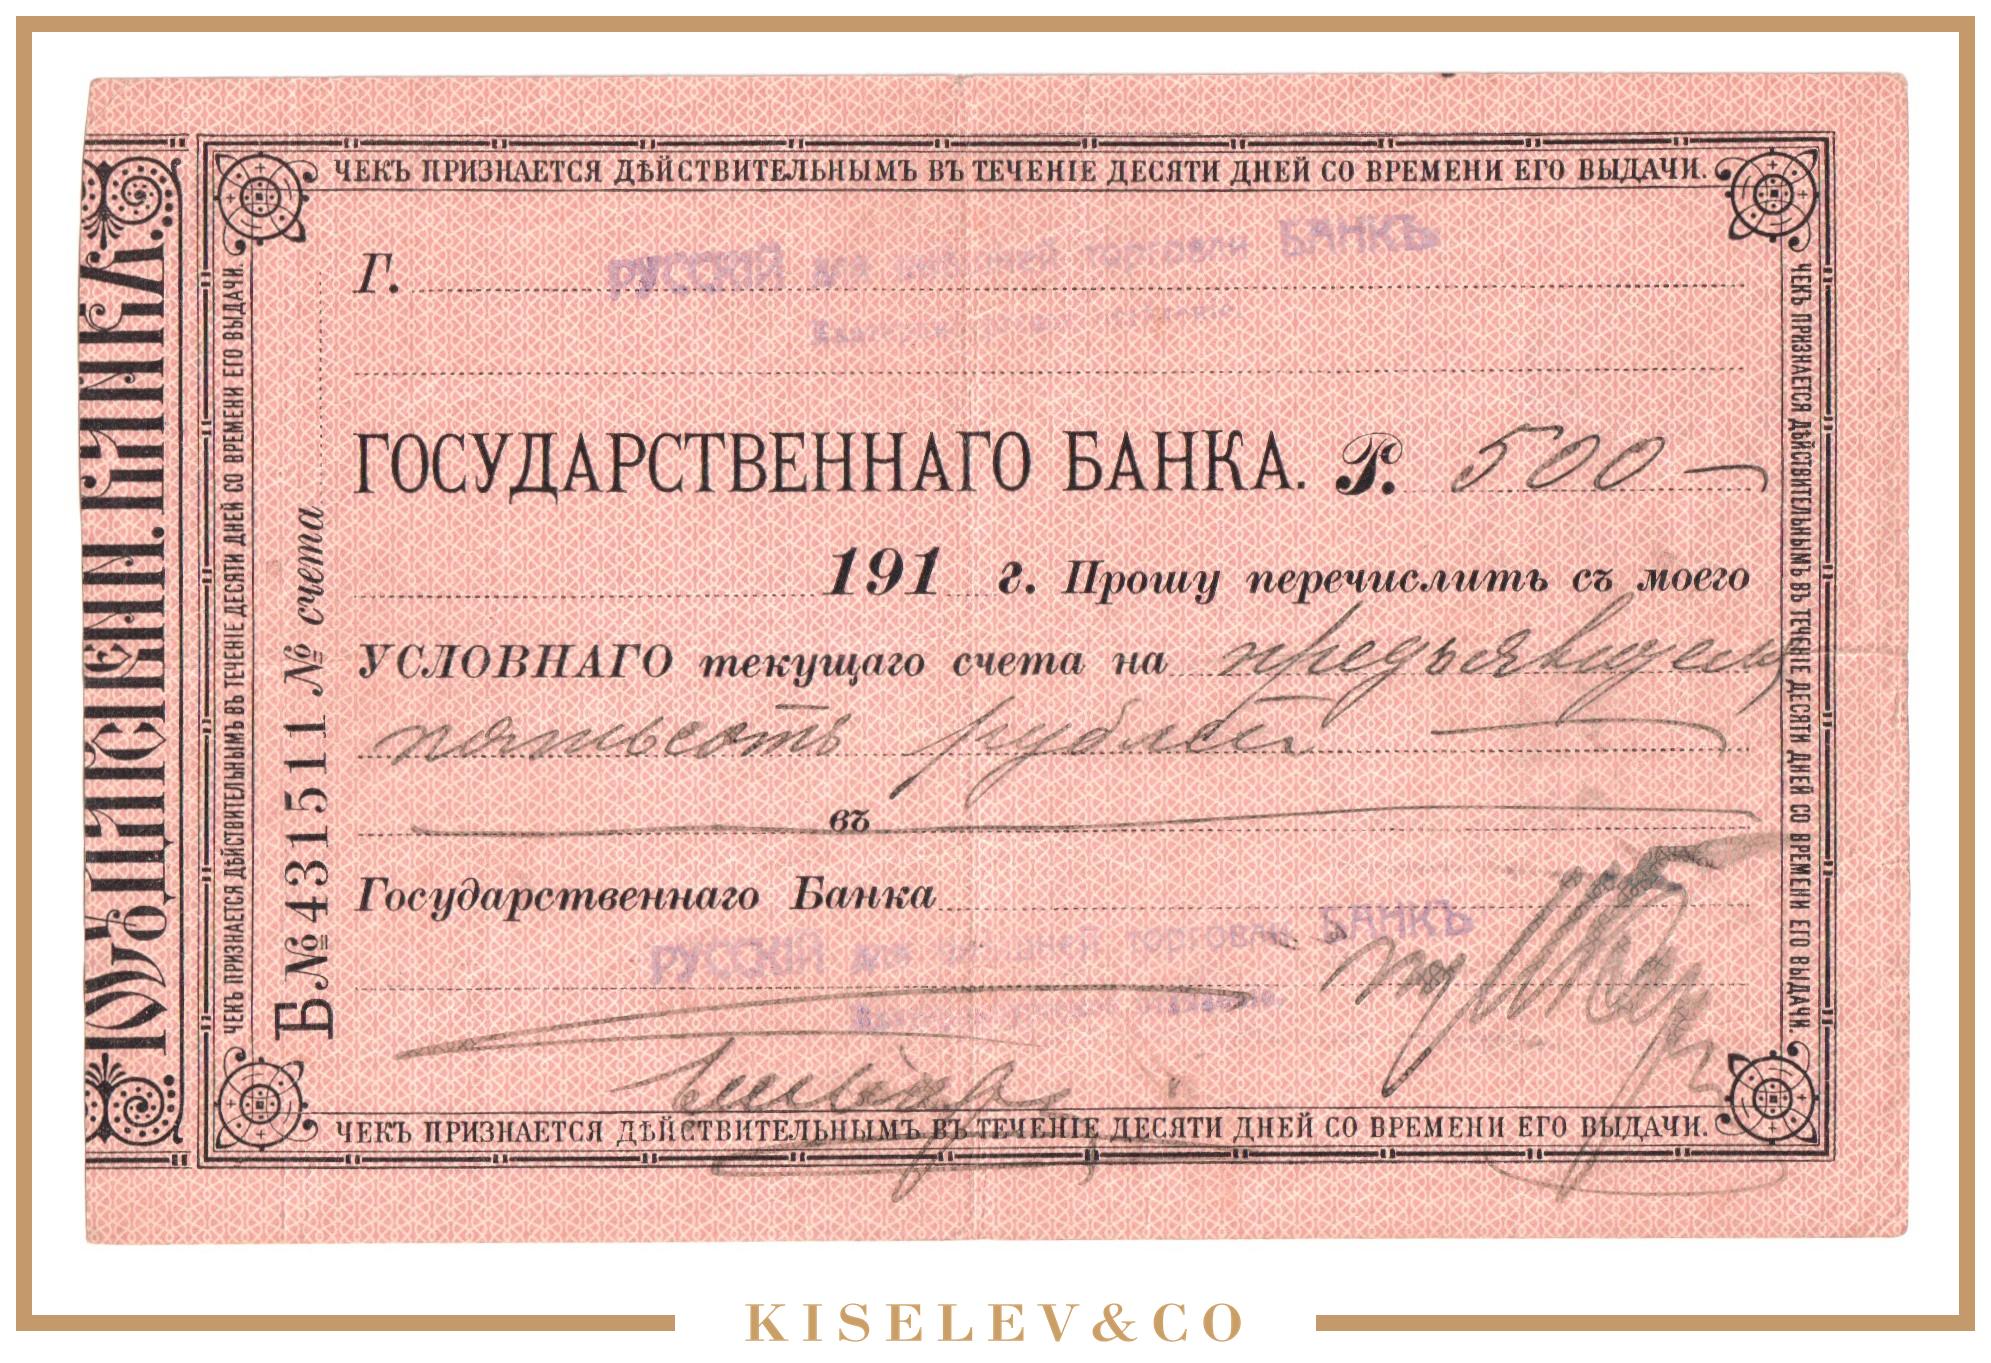 ЧЕКЪ ПРИЗНАЕТСЯ ДѢЙСТВИТЕЛЬНЫМЪ ВЪ ТЕЧЕНІЕ ДЕСЯТИ ДНЕЙ СО ВРЕМЕНИ ЕГО ВЫДАЧИ.
Г.
РУССКІЙ для внѣшней торговли БАНКЪ
ГОСУДАРСТВЕННАГО БАНКА. Р. 500
191 г. Прошу перечислить съ моего
УСЛОВНАГО текущаго счета на предъявителю
пятьсотъ рублей
въ
Государственнаго Банка
РУССКІЙ для внѣшней торговли БАНКЪ
ЧЕКЪ ПРИЗНАЕТСЯ ДѢЙСТВИТЕЛЬНЫМЪ ВЪ ТЕЧЕНІЕ ДЕСЯТИ ДНЕЙ СО ВРЕМЕНИ ЕГО ВЫДАЧИ.
ЧЕКЪ ПРИЗНАЕТСЯ ДѢЙСТВИТЕЛЬНЫМЪ ВЪ ТЕЧЕНІЕ ДЕСЯТИ ДНЕЙ СО ВРЕМЕНИ ЕГО ВЫДАЧИ.
ЧЕКЪ ПРИЗНАЕТСЯ ДѢЙСТВИТЕЛЬНЫМЪ ВЪ ТЕЧЕНІЕ ДЕСЯТИ ДНЕЙ СО ВРЕМЕНИ ЕГО ВЫДАЧИ.
Б № 431511 № счета
KISELEV&CO